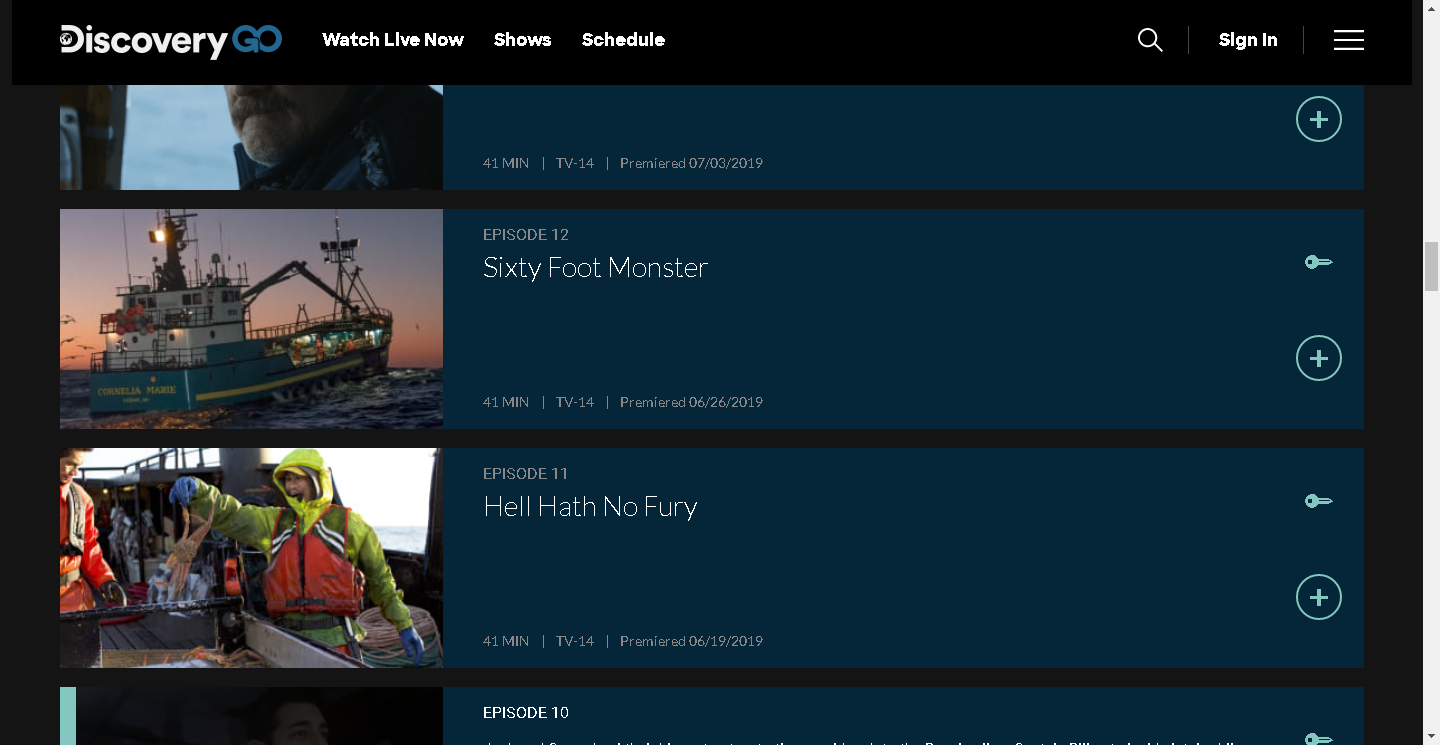 Discovery GO
Watch Live Now
Shows
Schedule
Sign In
41 MIN | TV-14 | Premiered 07/03/2019
EPISODE 12
Sixty Foot Monster
CORNELIA MARIE
41 MIN | TV-14 | Premiered 06/26/2019
EPISODE 11
Hell Hath No Fury
41 MIN | TV-14 | Premiered 06/19/2019
EPISODE 10